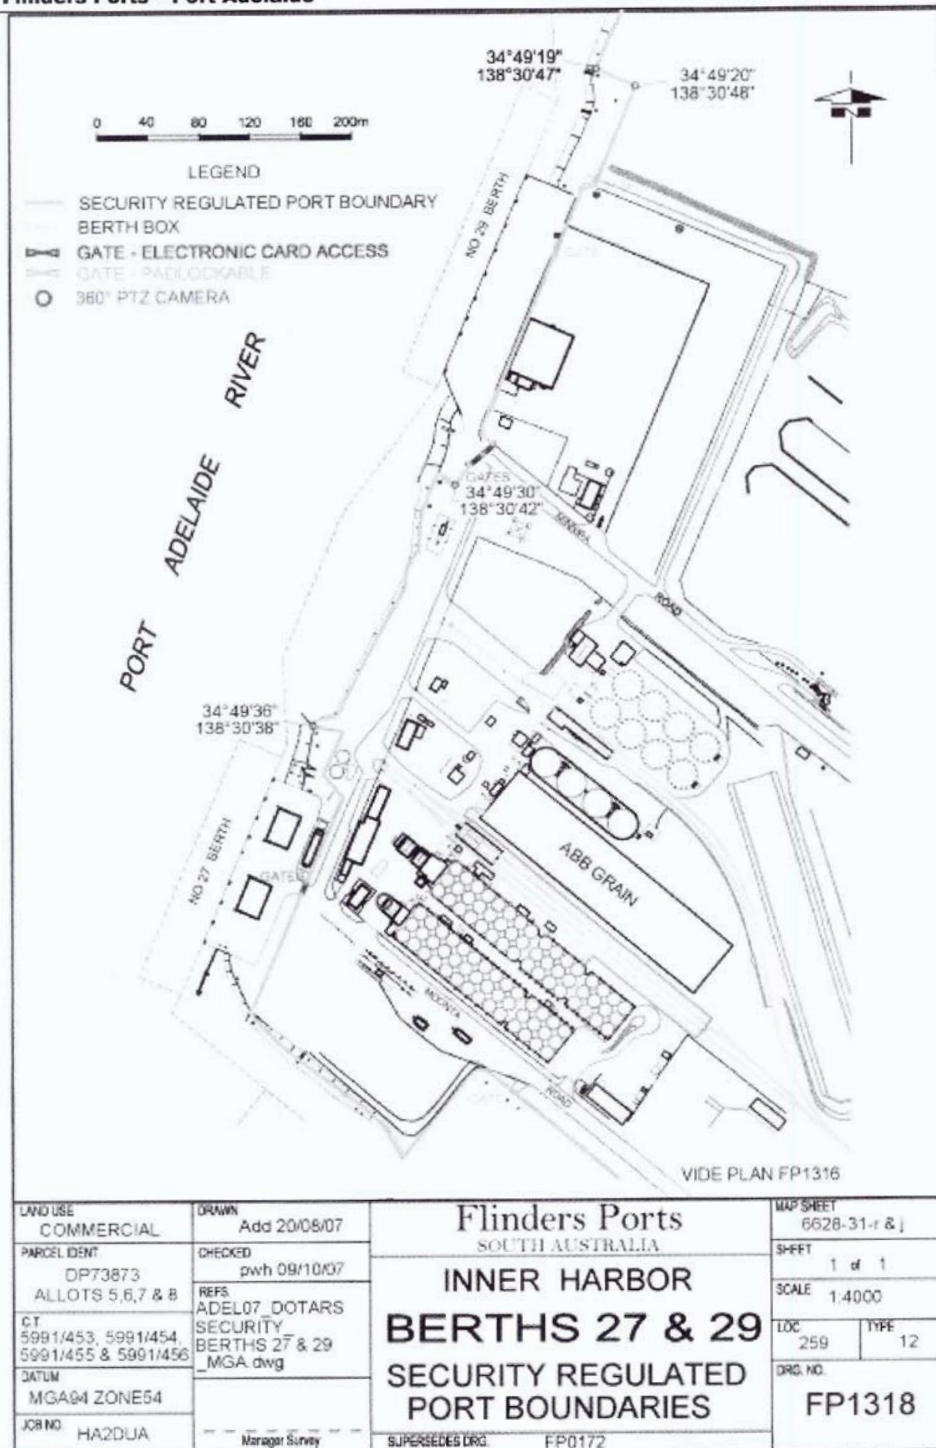 Flinders Ports - Port Adelaide
34°49'19"
138°30'47"
34°49'20"
138°30'48"
0 40 80 120 160 200m
LEGEND
SECURITY REGULATED PORT BOUNDARY
BERTH BOX
GATE - ELECTRONIC CARD ACCESS
GATE - PADLOCKABLE
360° PTZ CAMERA
NO 29 BERTH
GATE
PORT ADELAIDE RIVER
GATES
34°49'30"
138°30'42"
ROAD
34°49'36"
138°30'38"
NO 27 BERTH
GATE
ABB GRAIN
MOONTA
ROAD
GATE
VIDE PLAN FP1316
LAND USE
COMMERCIAL
PARCEL IDENT
DP73873
ALLOTS 5,6,7 & 8
C.T.
5991/453, 5991/454,
5991/455 & 5991/456
DATUM
MGA94 ZONE54
JOB NO.
HA2DUA
DRAWN
Add 20/08/07
CHECKED
pwh 09/10/07
REFS.
ADEL07_DOTARS
SECURITY_
BERTHS 27 & 29
_MGA.dwg
Manager Survey
Flinders Ports
SOUTH AUSTRALIA
INNER HARBOR
BERTHS 27 & 29
SECURITY REGULATED
PORT BOUNDARIES
SUPERSEDES DRG. FP0172
MAP SHEET
6628-31-r & j
SHEET
1 of 1
SCALE 1:4000
LOC.
259
TYPE
12
DRG. NO.
FP1318